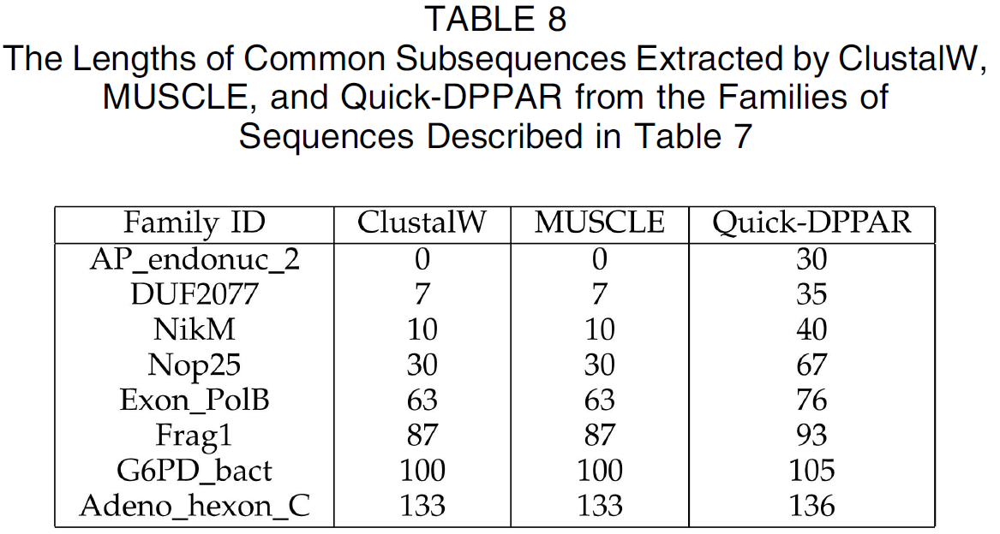 TABLE 8
The Lengths of Common Subsequences Extracted by ClustalW,
MUSCLE, and Quick-DPPAR from the Families of
Sequences Described in Table 7
Family ID ClustalW MUSCLE Quick-DPPAR
AP_endonuc_2 0 0 30
DUF2077 7 7 35
NikM 10 10 40
Nop25 30 30 67
Exon_PolB 63 63 76
Frag1 87 87 93
G6PD_bact 100 100 105
Adeno_hexon_C 133 133 136